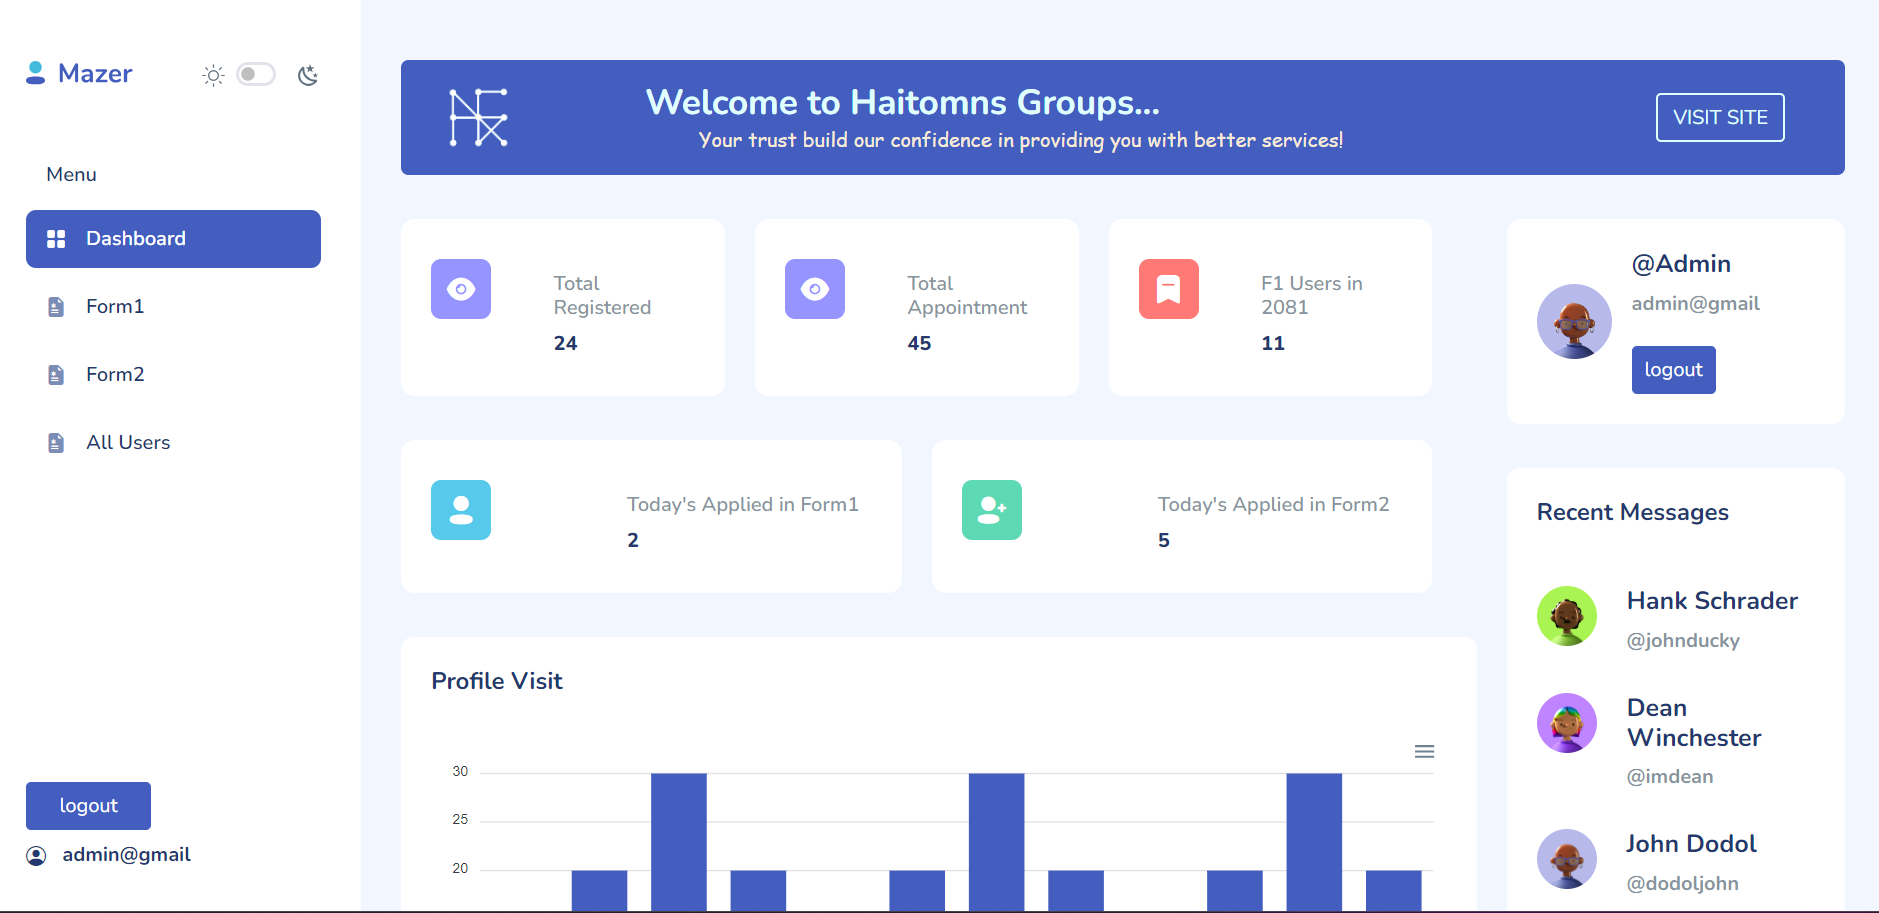 Mazer
Menu
Dashboard
Form1
Form2
All Users
logout
admin@gmail
Welcome to Haitomns Groups...
Your trust build our confidence in providing you with better services!
VISIT SITE
Total
Registered
24
Total
Appointment
45
F1 Users in
2081
11
Today's Applied in Form1
2
Today's Applied in Form2
5
Profile Visit
30
25
20
@Admin
admin@gmail
logout
Recent Messages
Hank Schrader
@johnducky
Dean
Winchester
@imdean
John Dodol
@dodoljohn